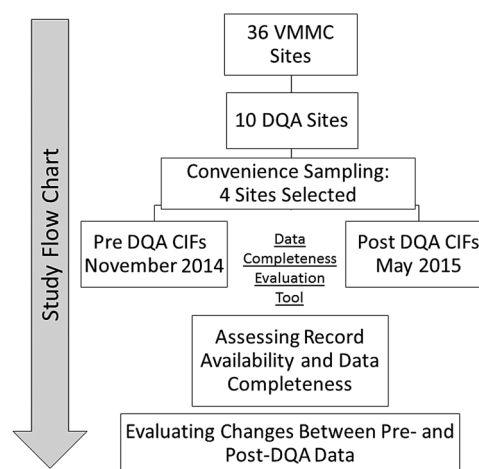 Study Flow Chart
36 VMMC
Sites
10 DQA Sites
Convenience Sampling:
4 Sites Selected
Pre DQA CIFs
November 2014
Data
Completeness
Evaluation
Tool
Post DQA CIFs
May 2015
Assessing Record
Availability and Data
Completeness
Evaluating Changes Between Pre- and
Post-DQA Data